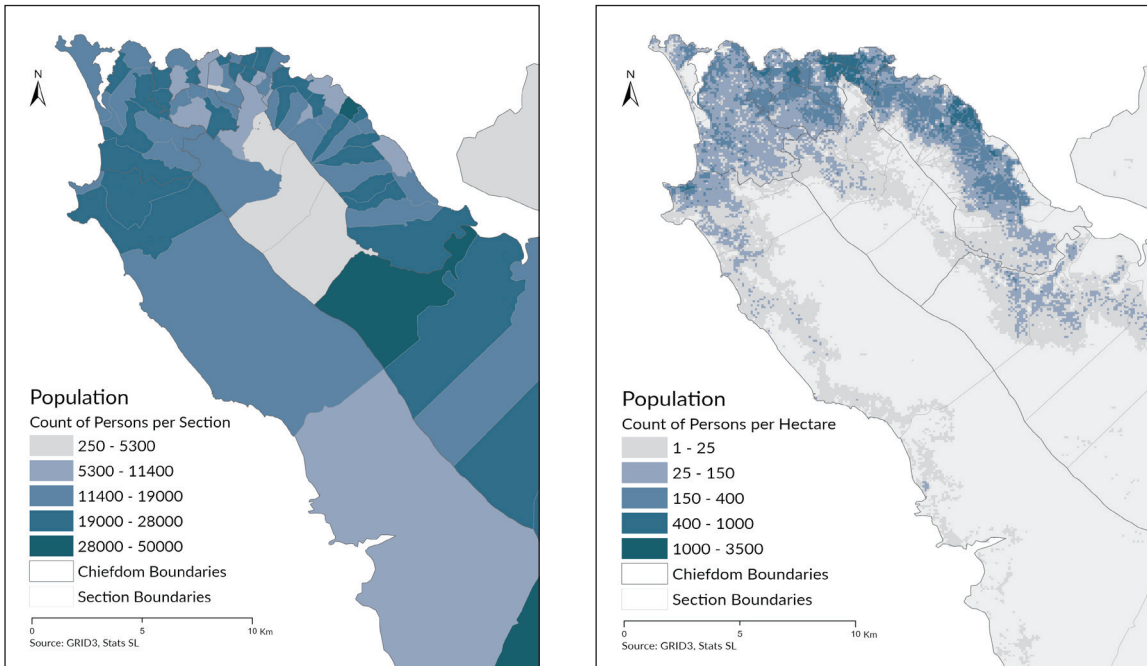 N
Population
Count of Persons per Section
250 - 5300
5300 - 11400
11400 - 19000
19000 - 28000
28000 - 50000
Chiefdom Boundaries
Section Boundaries
0 5 10 Km
Source: GRID3, Stats SL
N
Population
Count of Persons per Hectare
1 - 25
25 - 150
150 - 400
400 - 1000
1000 - 3500
Chiefdom Boundaries
Section Boundaries
0 5 10 Km
Source: GRID3, Stats SL